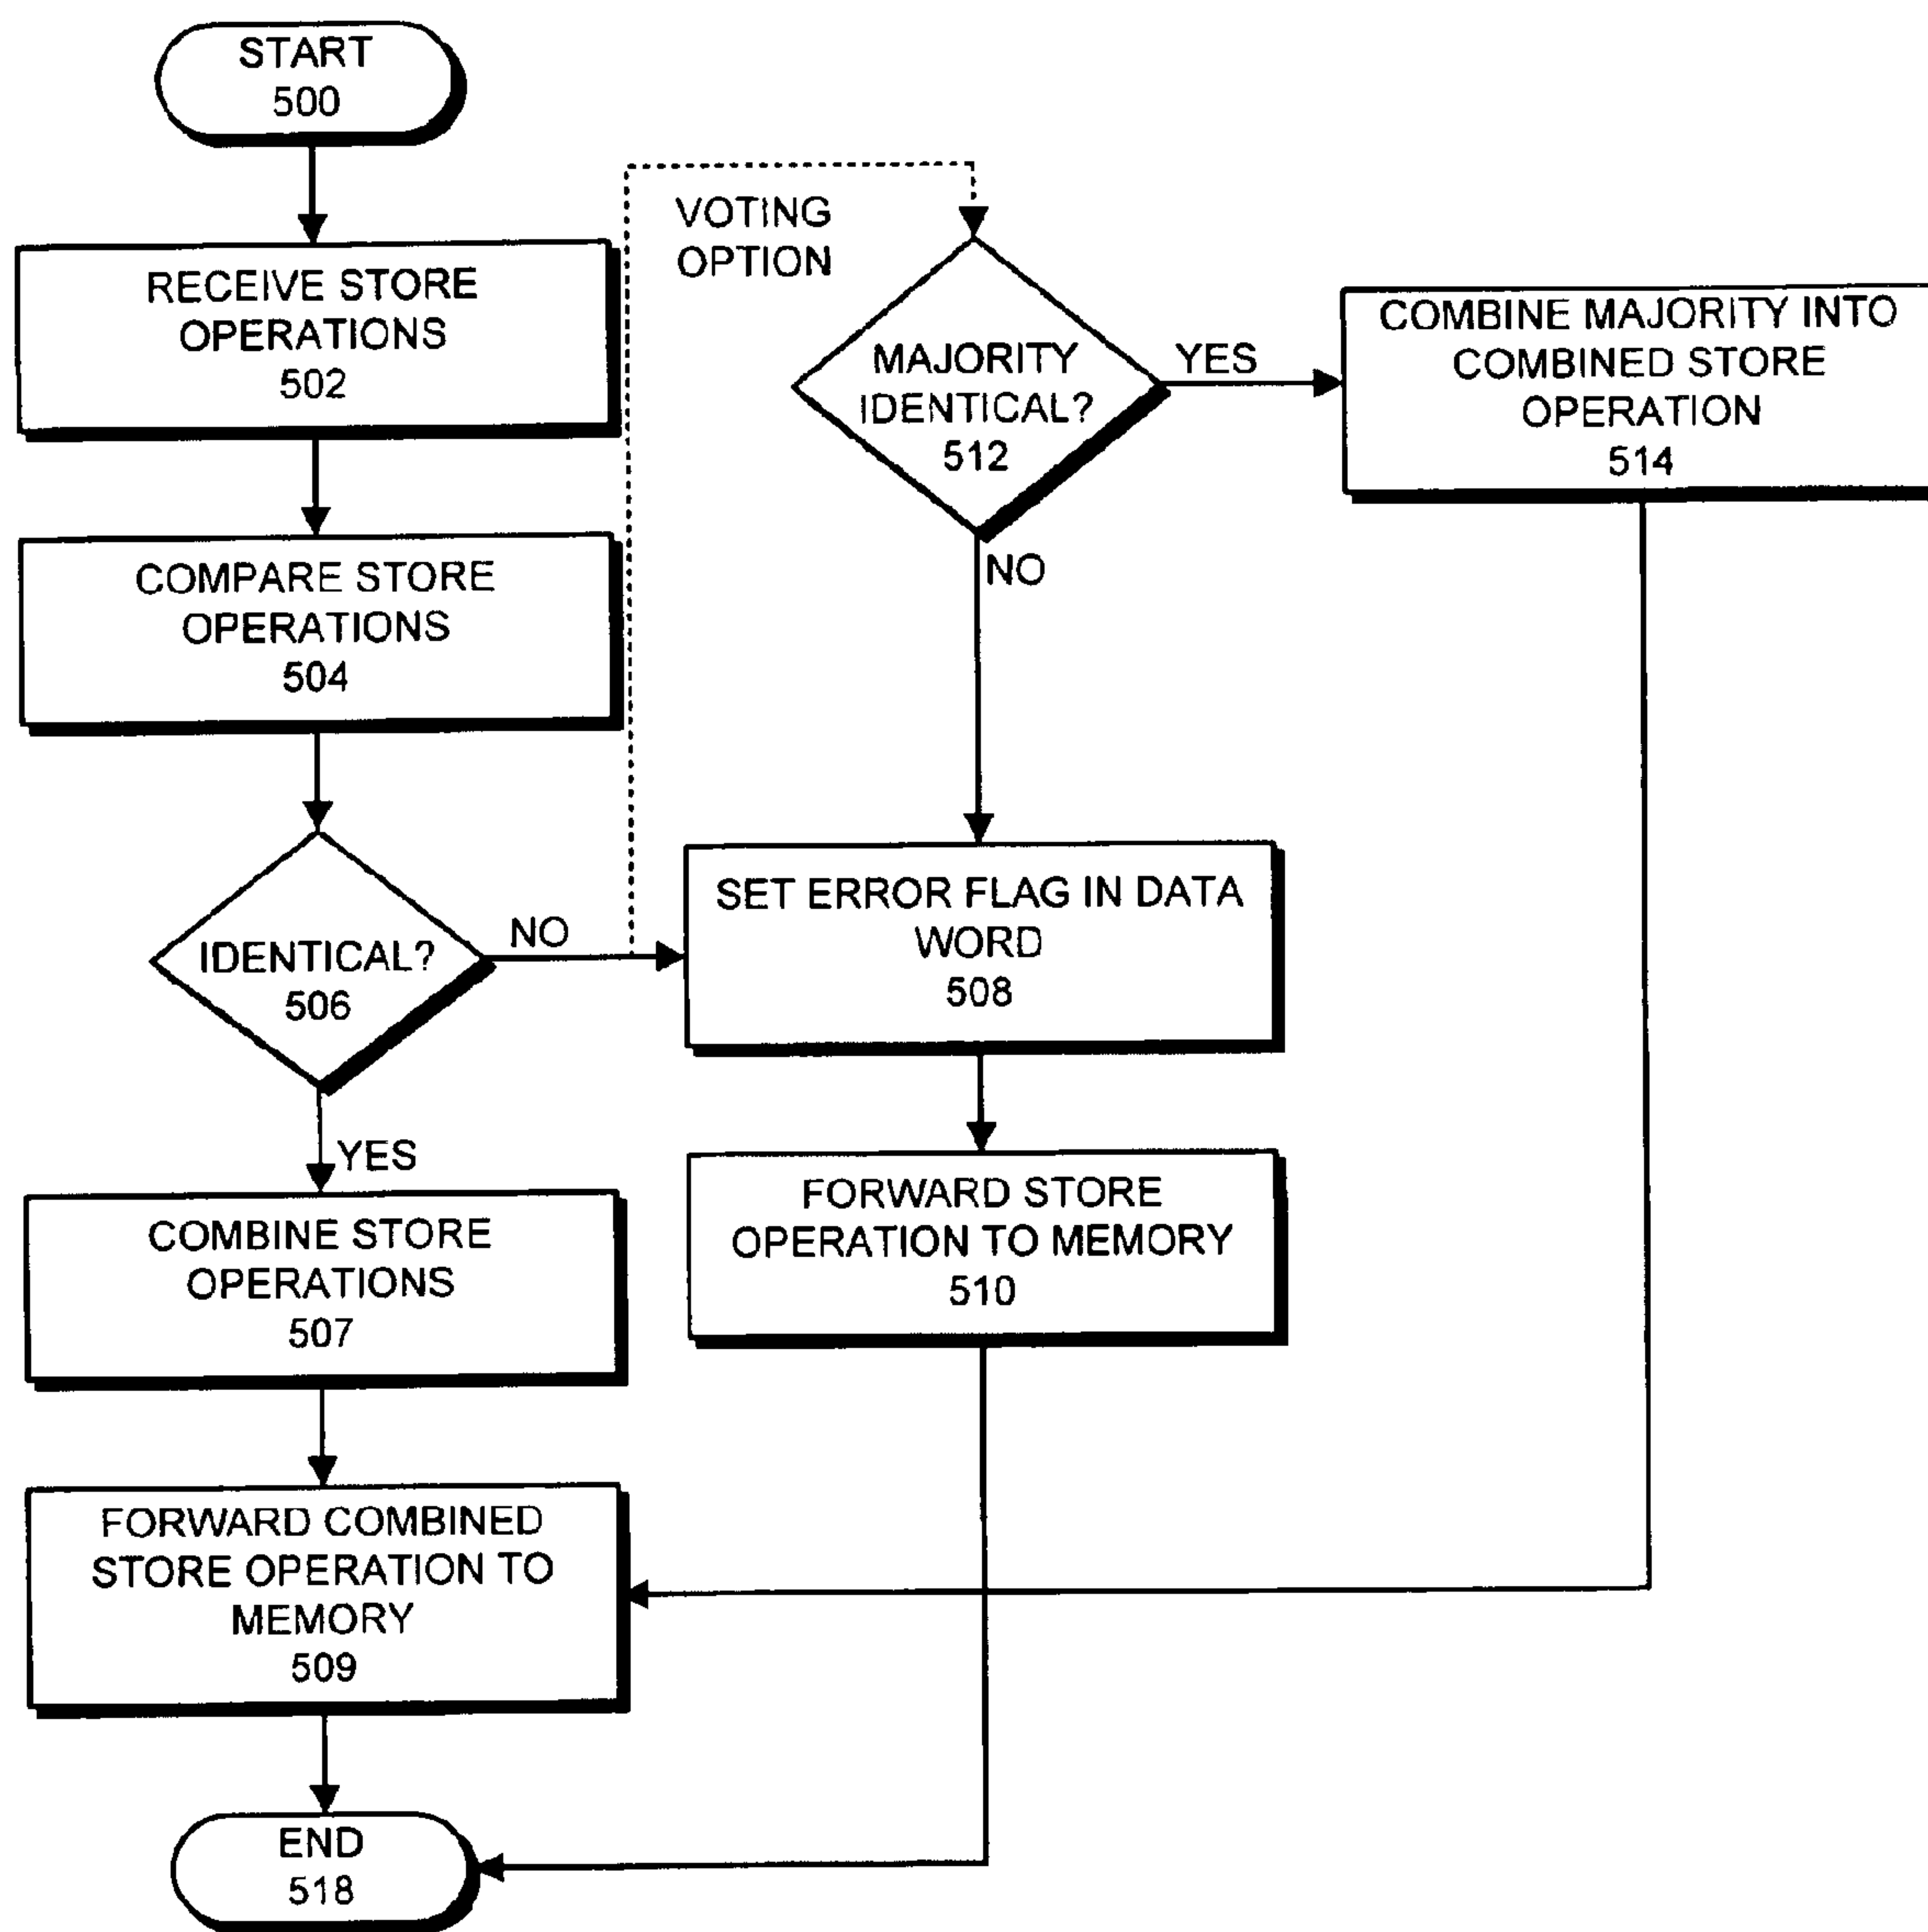 START
500
RECEIVE STORE
OPERATIONS
502
COMPARE STORE
OPERATIONS
504
IDENTICAL?
506
NO
YES
COMBINE STORE
OPERATIONS
507
FORWARD COMBINED
STORE OPERATION TO
MEMORY
509
END
518
VOTING
OPTION
MAJORITY
IDENTICAL?
512
YES
NO
SET ERROR FLAG IN DATA
WORD
508
FORWARD STORE
OPERATION TO MEMORY
510
COMBINE MAJORITY INTO
COMBINED STORE
OPERATION
514